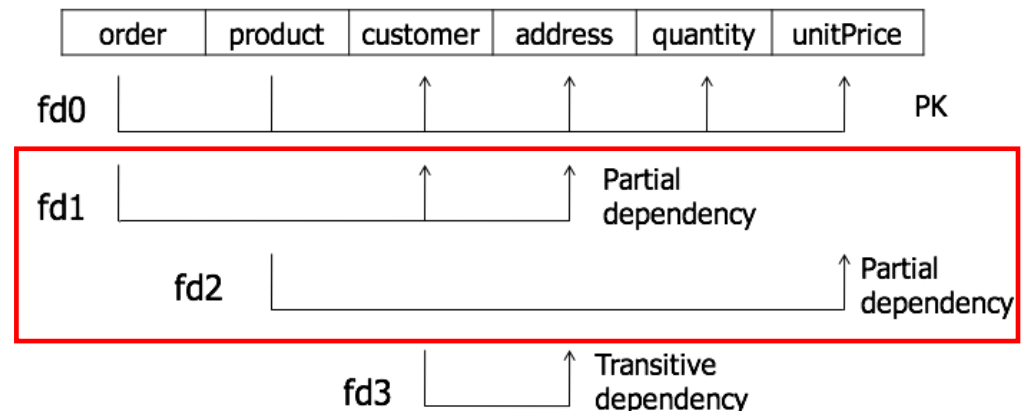 order product customer address quantity unitPrice
fd0 PK
fd1 Partial
dependency
fd2 Partial
dependency
fd3 Transitive
dependency